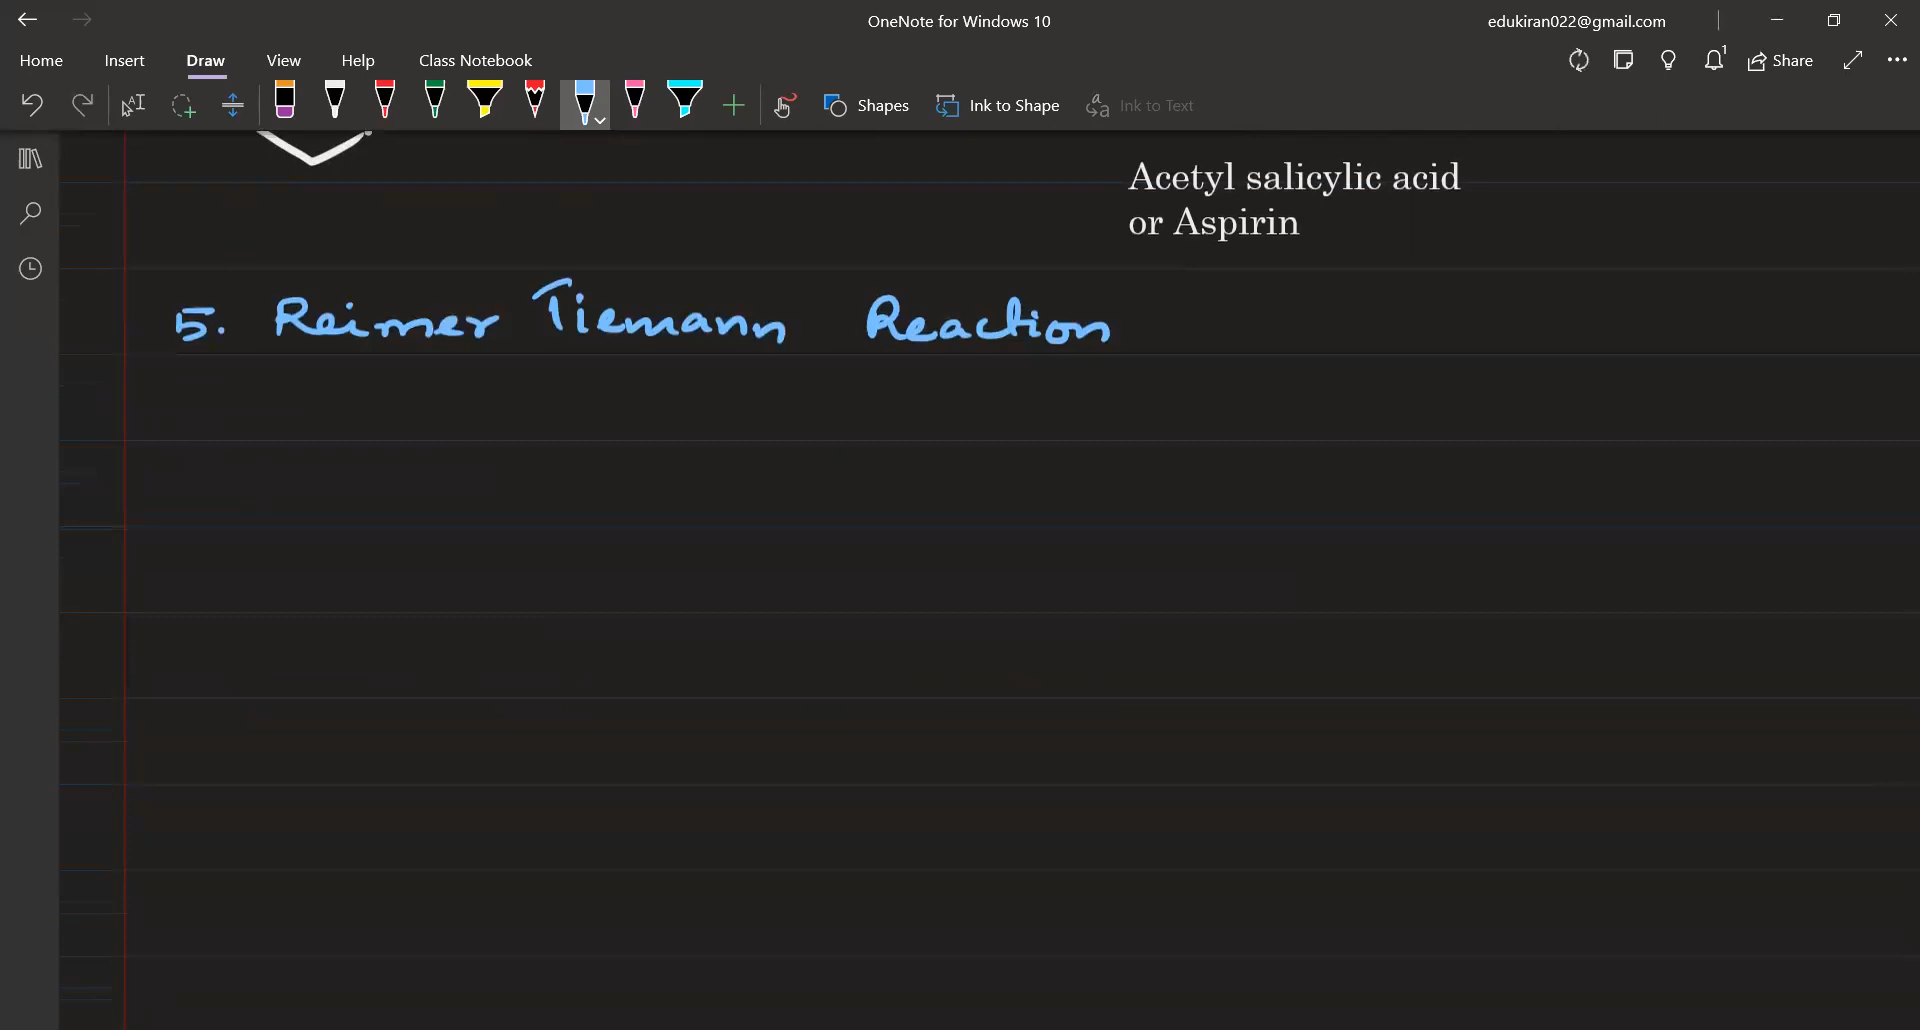 OneNote for Windows 10
edukiran022@gmail.com
Home Insert Draw View Help Class Notebook
1
Share
Shapes Ink to Shape Ink to Text
Acetyl salicylic acid
or Aspirin
5. Reimer Tiemann Reaction